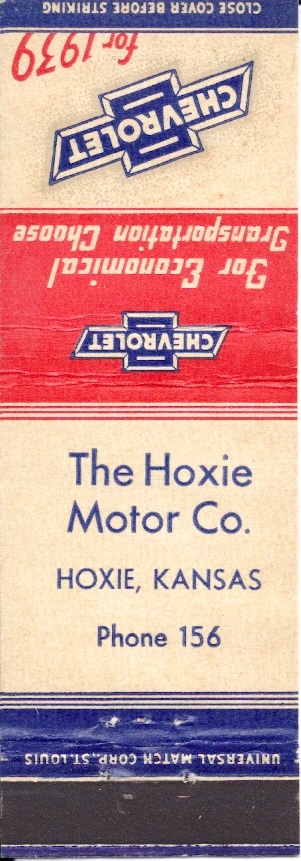 CLOSE COVER BEFORE STRIKING
for 1939
CHEVROLET
For Economical
Transportation Choose
CHEVROLET
The Hoxie
Motor Co.
HOXIE, KANSAS
Phone 156
UNIVERSAL MATCH CORP., ST. LOUIS